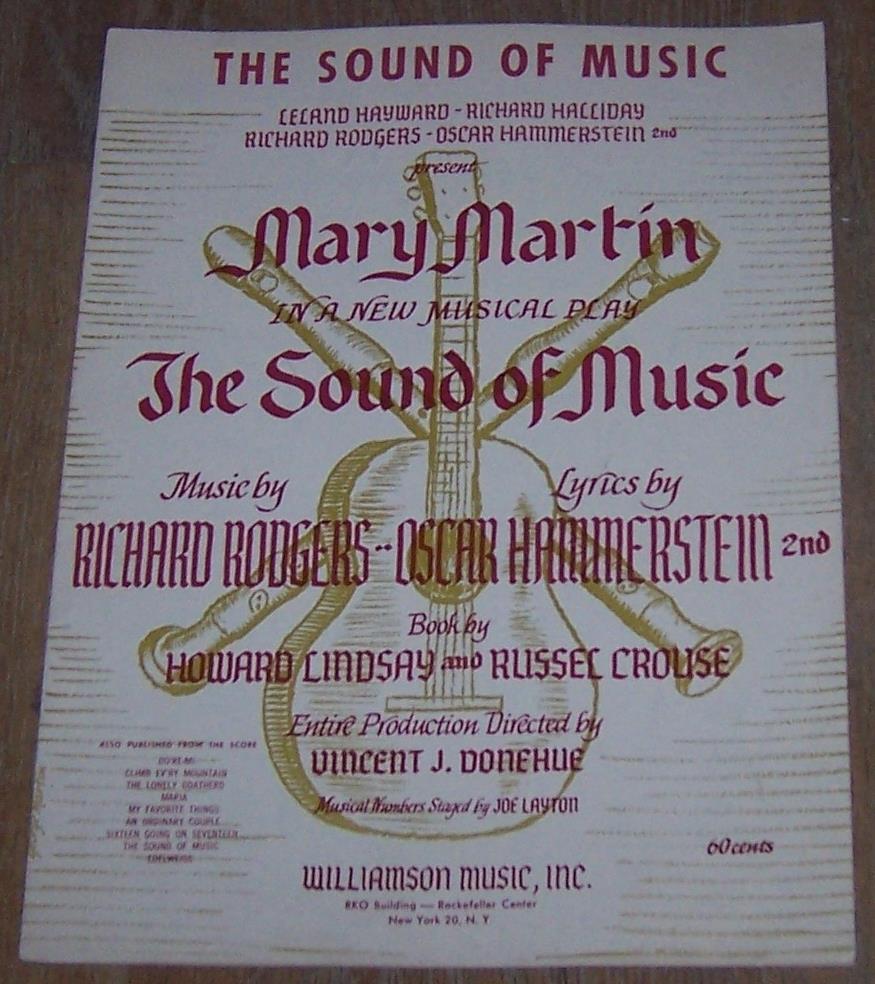 THE SOUND OF MUSIC
LELAND HAYWARD - RICHARD HALLIDAY
RICHARD RODGERS - OSCAR HAMMERSTEIN 2nd
present
Mary Martin
IN A NEW MUSICAL PLAY
The Sound of Music
Music by
Lyrics by
RICHARD RODGERS - OSCAR HAMMERSTEIN 2nd
Book by
HOWARD LINDSAY and RUSSEL CROUSE
Entire Production Directed by
VINCENT J. DONEHUE
Musical Numbers Staged by JOE LAYTON
ALSO PUBLISHED FROM THE SCORE
DO-RE-MI
CLIMB EV'RY MOUNTAIN
THE LONELY GOATHERD
MARIA
MY FAVORITE THINGS
AN ORDINARY COUPLE
SIXTEEN GOING ON SEVENTEEN
THE SOUND OF MUSIC
EDELWEISS
60 cents
WILLIAMSON MUSIC, INC.
RKO Building — Rockefeller Center
New York 20, N. Y